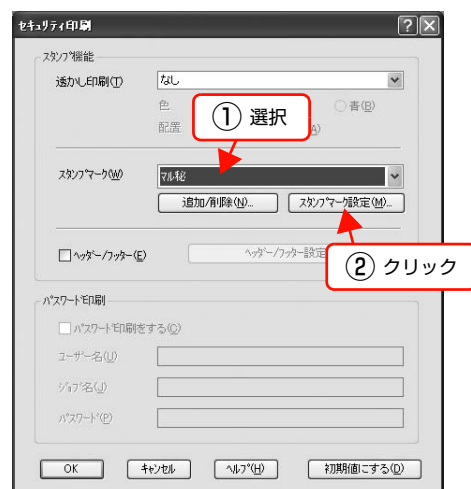 セキュリティ印刷
スタンプ機能
透かし印刷(T)
なし
色
青(B)
配置
(A)
① 選択
スタンプマーク(W)
マル秘
追加/削除(N)...
スタンプマーク設定(M)...
ヘッダー/フッター(E)
ヘッダー/フッター設定
② クリック
パスワード印刷
パスワード印刷をする(C)
ユーザー名(U)
ジョブ名(J)
パスワード(P)
OK
キャンセル
ヘルプ(H)
初期値にする(D)